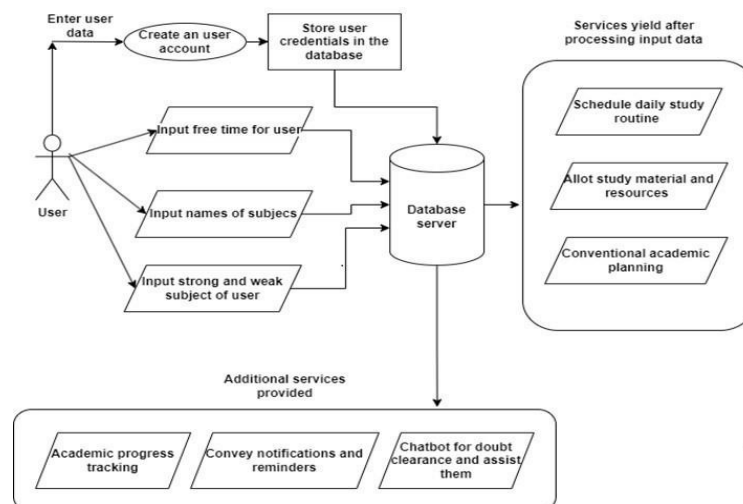 Enter user
data
Create an user
account
Store user
credentials in the
database
Services yield after
processing input data
Schedule daily study
routine
Input free time for user
User
Allot study material and
resources
Input names of subjecs
Database
server
Conventional academic
planning
Input strong and weak
subject of user
Additional services
provided
Academic progress
tracking
Convey notifications and
reminders
Chatbot for doubt
clearance and assist
them